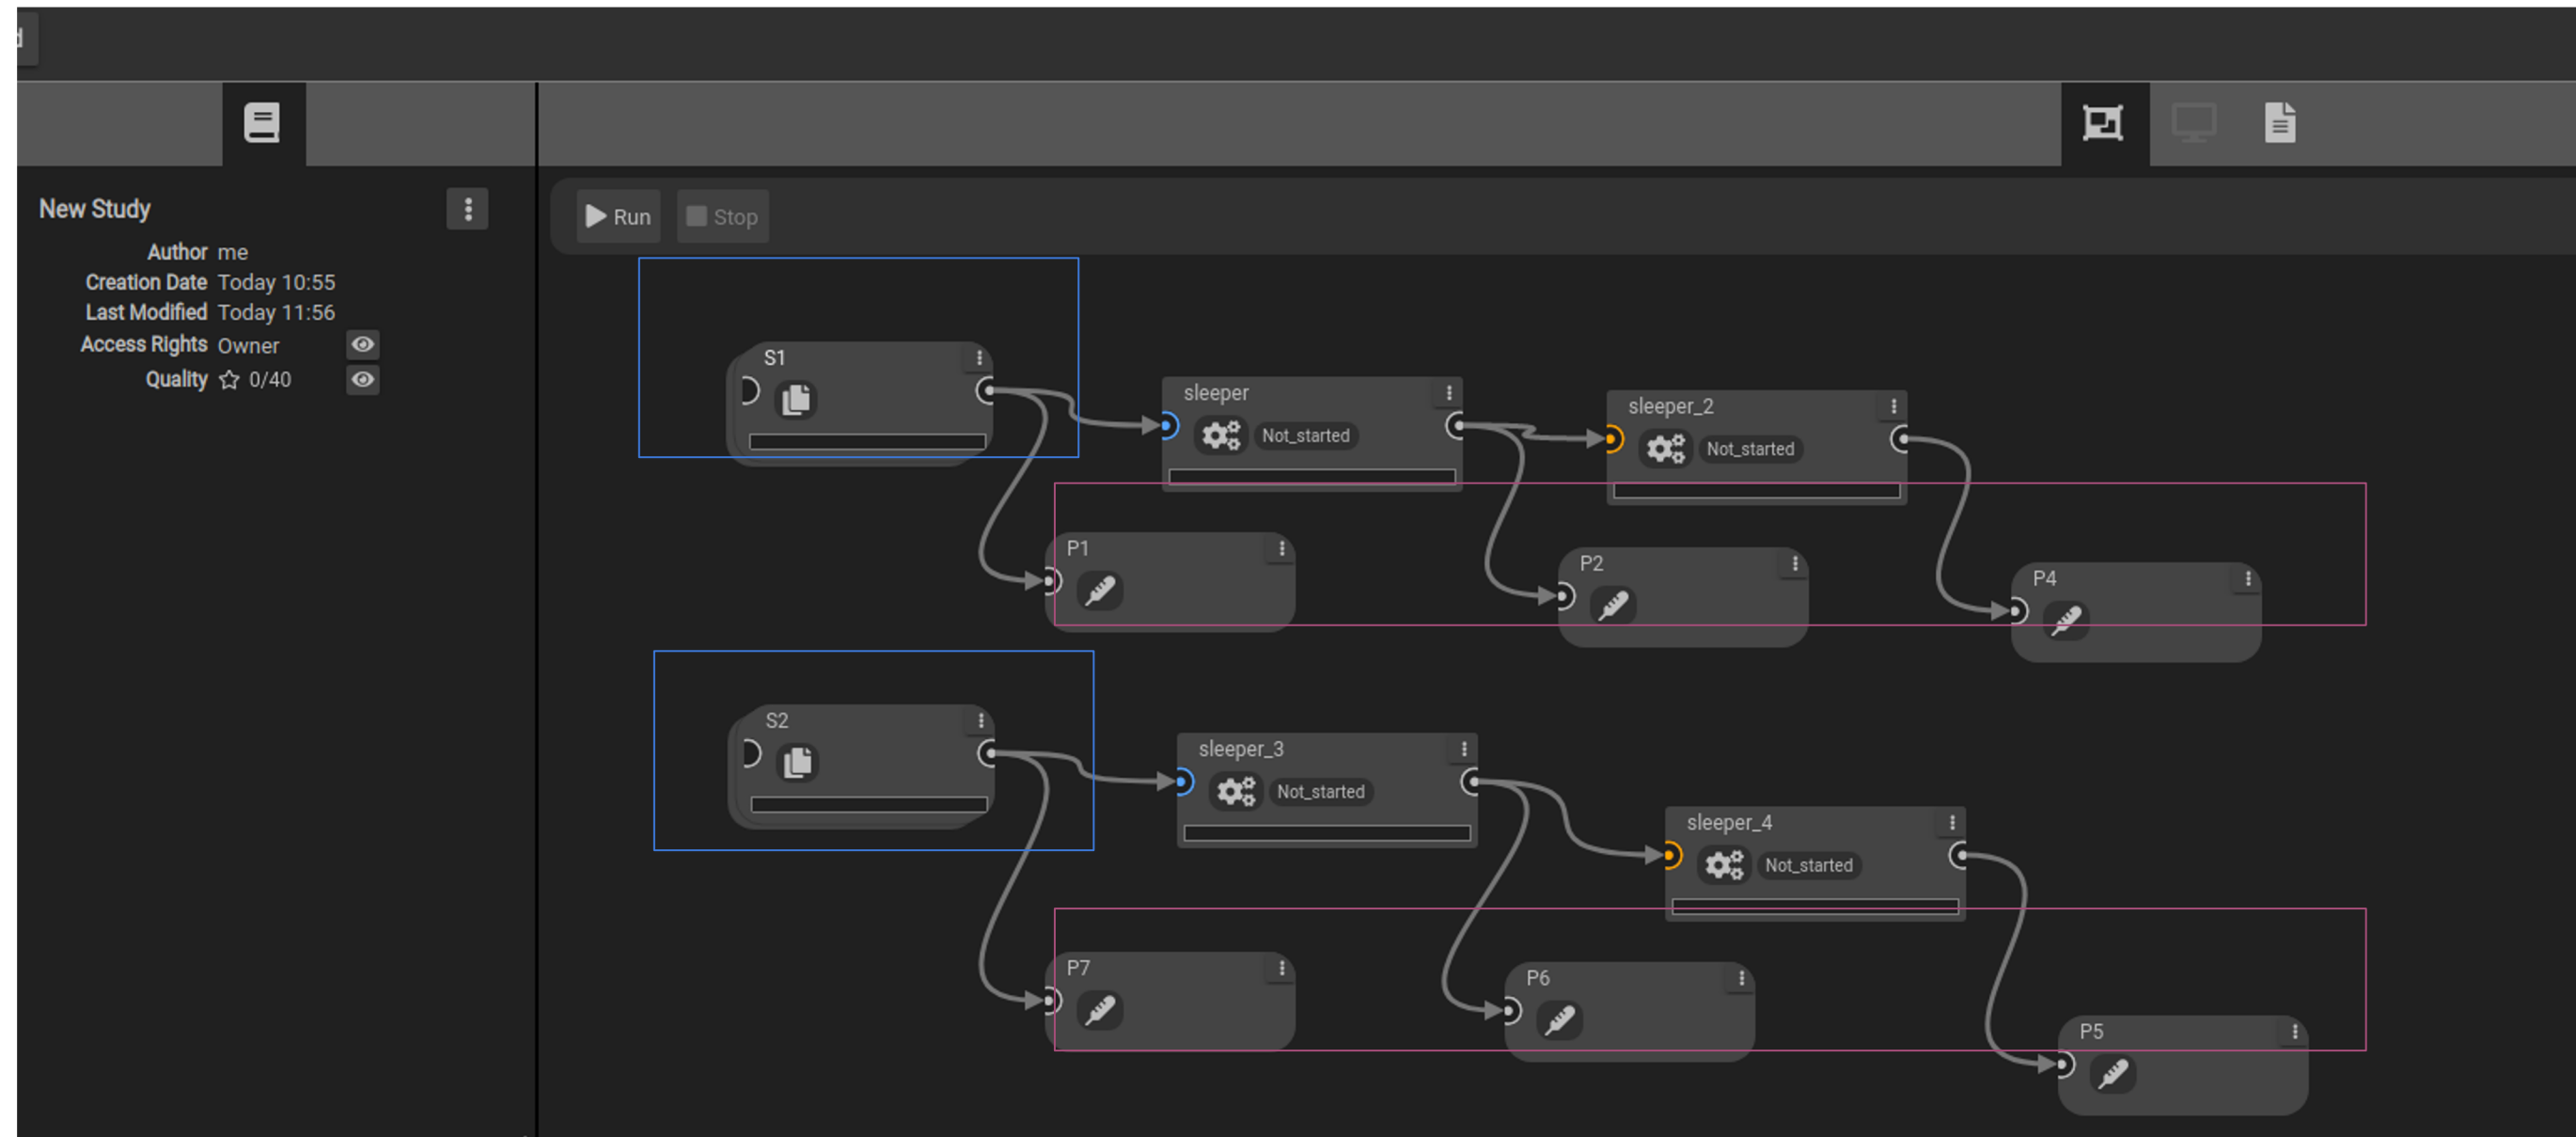 New Study
Author me
Creation Date Today 10:55
Last Modified Today 11:56
Access Rights Owner
Quality 0/40
Run Stop
S1
sleeper
Not_started
sleeper_2
Not_started
P1
P2
P4
S2
sleeper_3
Not_started
sleeper_4
Not_started
P7
P6
P5